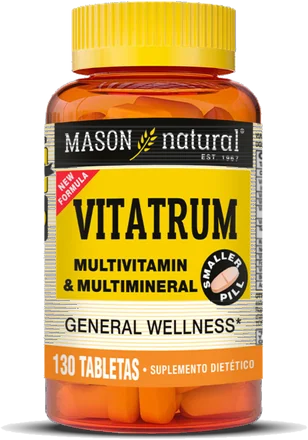 MASON natural®
EST. 1967
NEW FORMULA
VITATRUM
MULTIVITAMIN
& MULTIMINERAL
SMALLER
PILL
GENERAL WELLNESS*
130 TABLETAS • SUPLEMENTO DIETÉTICO